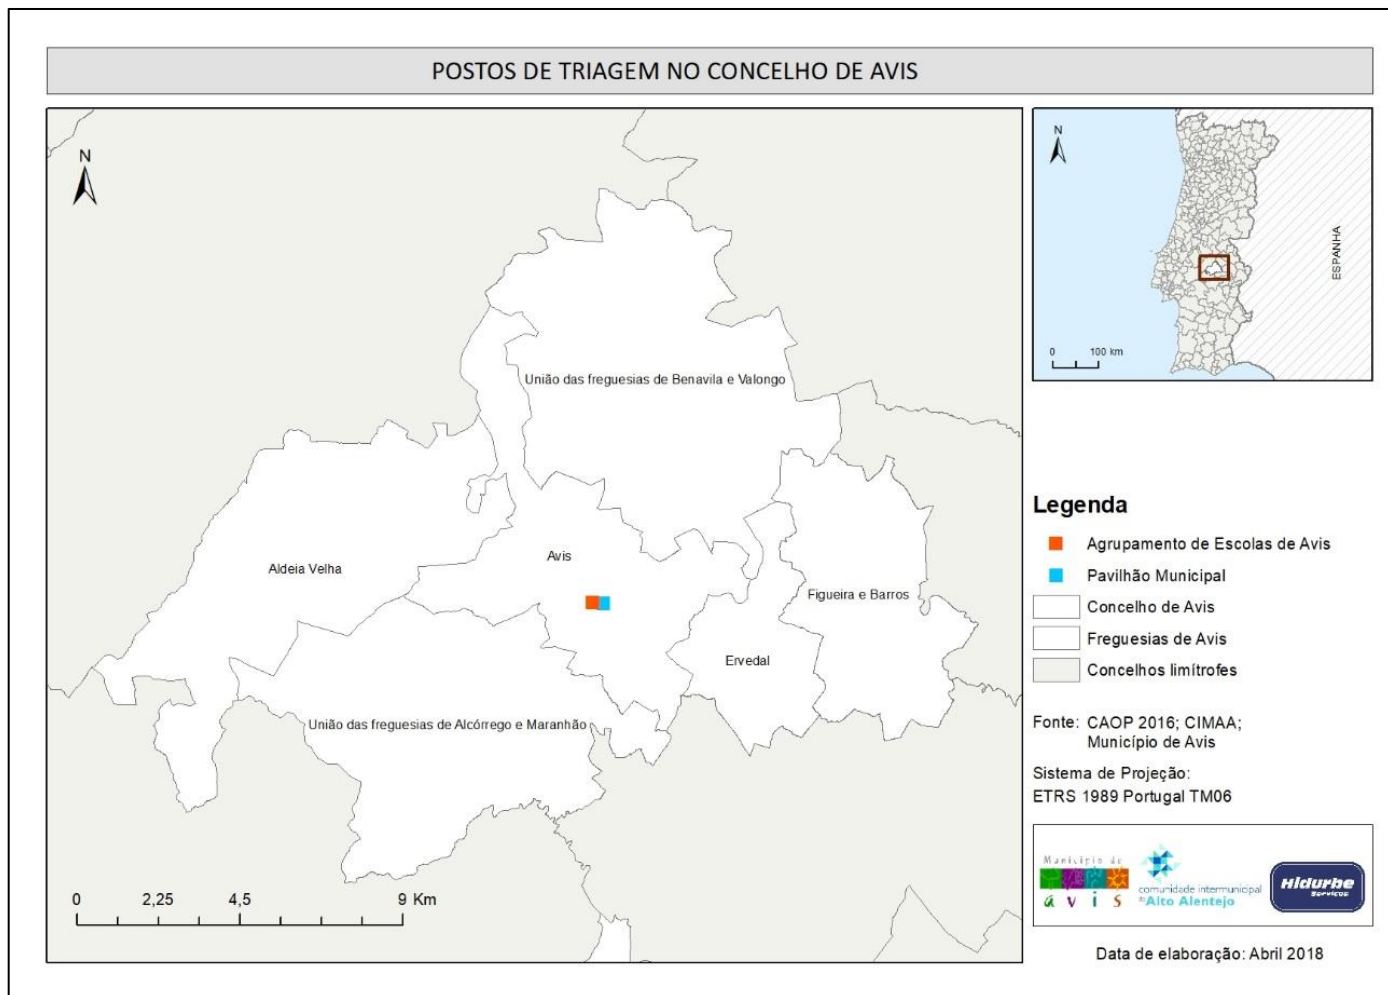 POSTOS DE TRIAGEM NO CONCELHO DE AVIS
N
União das freguesias de Benavila e Valongo
Avis
Aldeia Velha
Figueira e Barros
Ervedal
União das freguesias de Alcórrego e Maranhão
0 2,25 4,5 9 Km
N
ESPANHA
0 100 km
Legenda
Agrupamento de Escolas de Avis
Pavilhão Municipal
Concelho de Avis
Freguesias de Avis
Concelhos limítrofes
Fonte: CAOP 2016; CIMAA;
Município de Avis
Sistema de Projeção:
ETRS 1989 Portugal TM06
Município de
á v i s
comunidade intermunicipal
do Alto Alentejo
Hidurbe
Serviços
Data de elaboração: Abril 2018